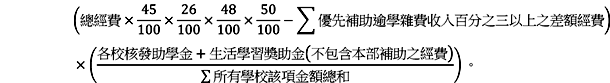 (總經費 × 45/100 × 26/100 × 48/100 × 50/100 − ∑ 優先補助逾學雜費收入百分之三以上之差額經費)
× (各校核發助學金 + 生活學習獎助金(不包含本部補助之經費) / ∑所有學校該項金額總和) 。